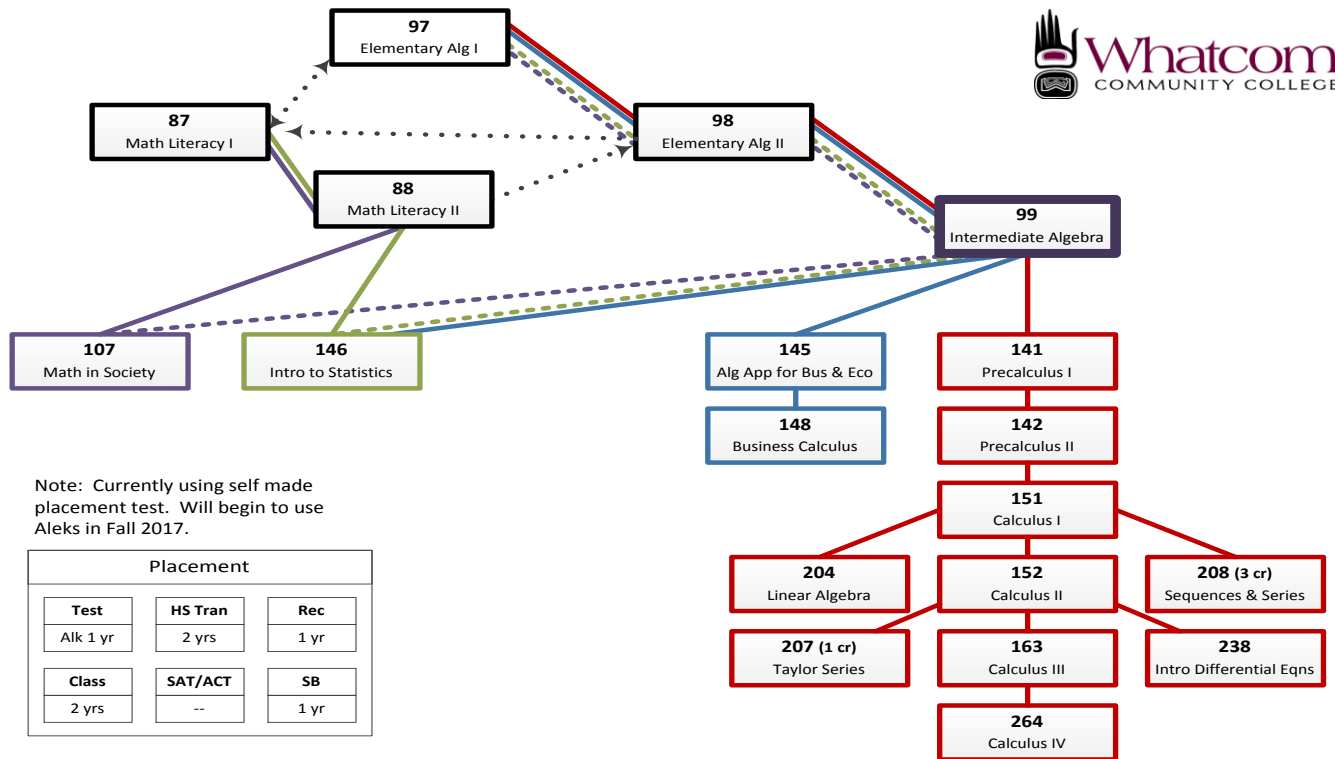 97
Elementary Alg I
Whatcom
COMMUNITY COLLEGE
87
Math Literacy I
98
Elementary Alg II
88
Math Literacy II
99
Intermediate Algebra
107
Math in Society
146
Intro to Statistics
145
Alg App for Bus & Eco
141
Precalculus I
148
Business Calculus
142
Precalculus II
Note: Currently using self made
placement test. Will begin to use
Aleks in Fall 2017.
151
Calculus I
Placement
Test
Alk 1 yr
HS Tran
2 yrs
Rec
1 yr
Class
2 yrs
SAT/ACT
--
SB
1 yr
204
Linear Algebra
152
Calculus II
208 (3 cr)
Sequences & Series
207 (1 cr)
Taylor Series
163
Calculus III
238
Intro Differential Eqns
264
Calculus IV